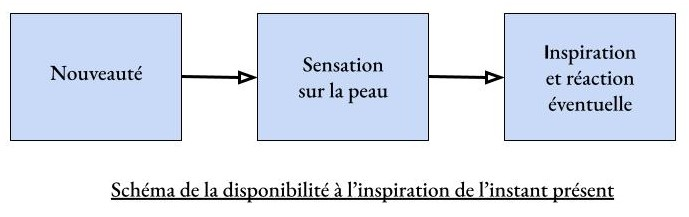 Nouveauté
Sensation
sur la peau
Inspiration
et réaction
éventuelle
Schéma de la disponibilité à l’inspiration de l’instant présent